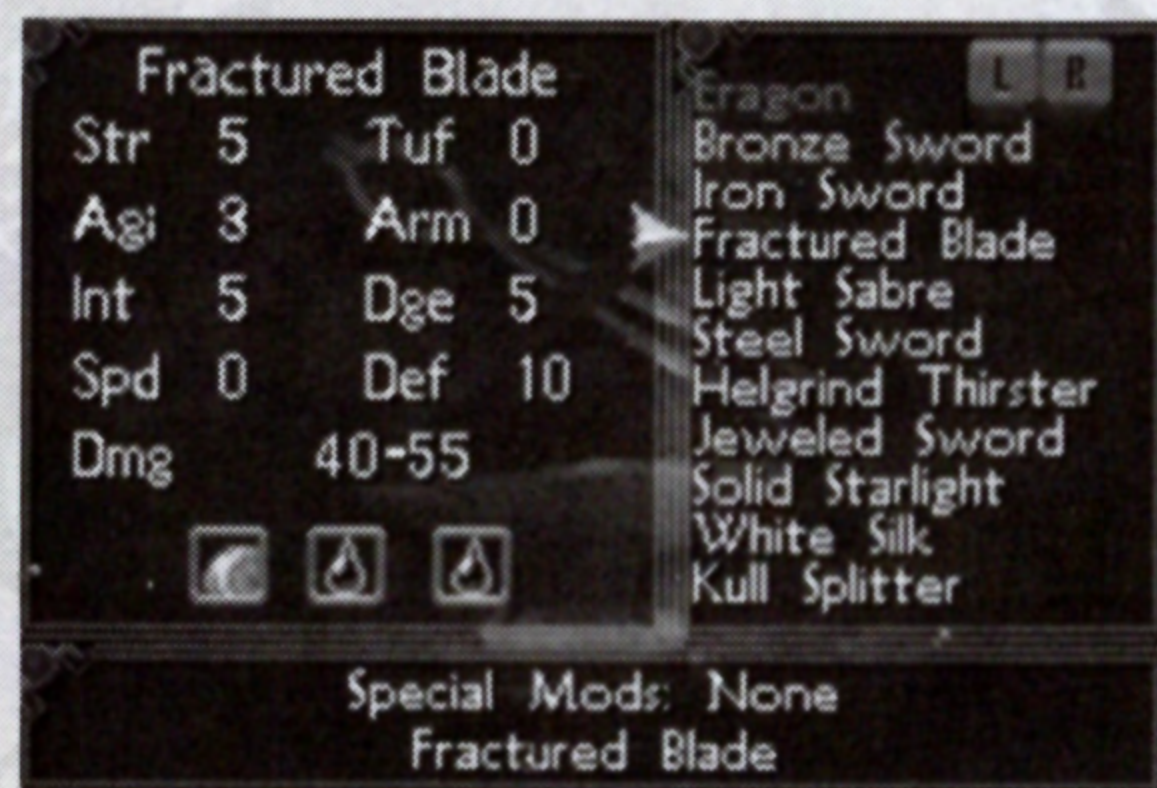 Fractured Blade
Str 5 Tuf 0
Agi 3 Arm 0
Int 5 Dge 5
Spd 0 Def 10
Dmg 40-55
L R
Eragon
Bronze Sword
Iron Sword
Fractured Blade
Light Sabre
Steel Sword
Helgrind Thirster
Jeweled Sword
Solid Starlight
White Silk
Kull Splitter
Special Mods: None
Fractured Blade